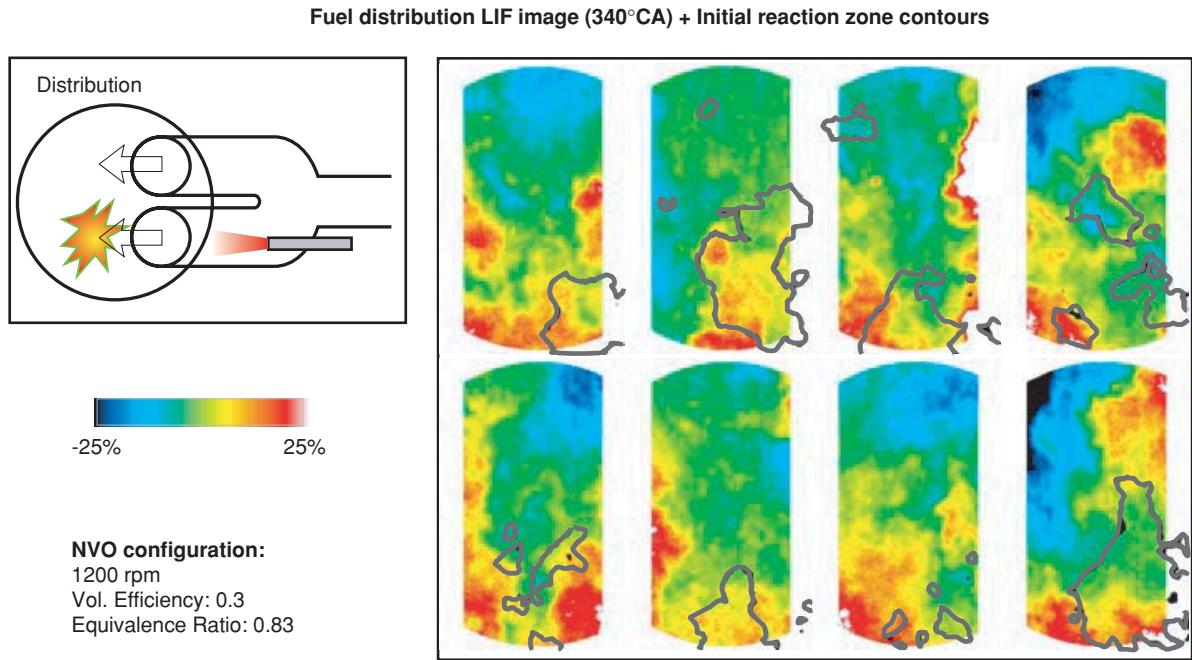 Fuel distribution LIF image (340°CA) + Initial reaction zone contours
Distribution
-25%
25%
NVO configuration:
1200 rpm
Vol. Efficiency: 0.3
Equivalence Ratio: 0.83